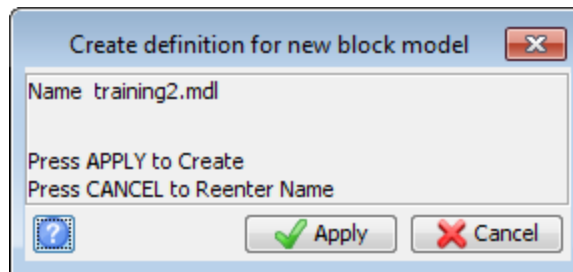 Create definition for new block model
Name training2.mdl
Press APPLY to Create
Press CANCEL to Reenter Name
? Apply Cancel